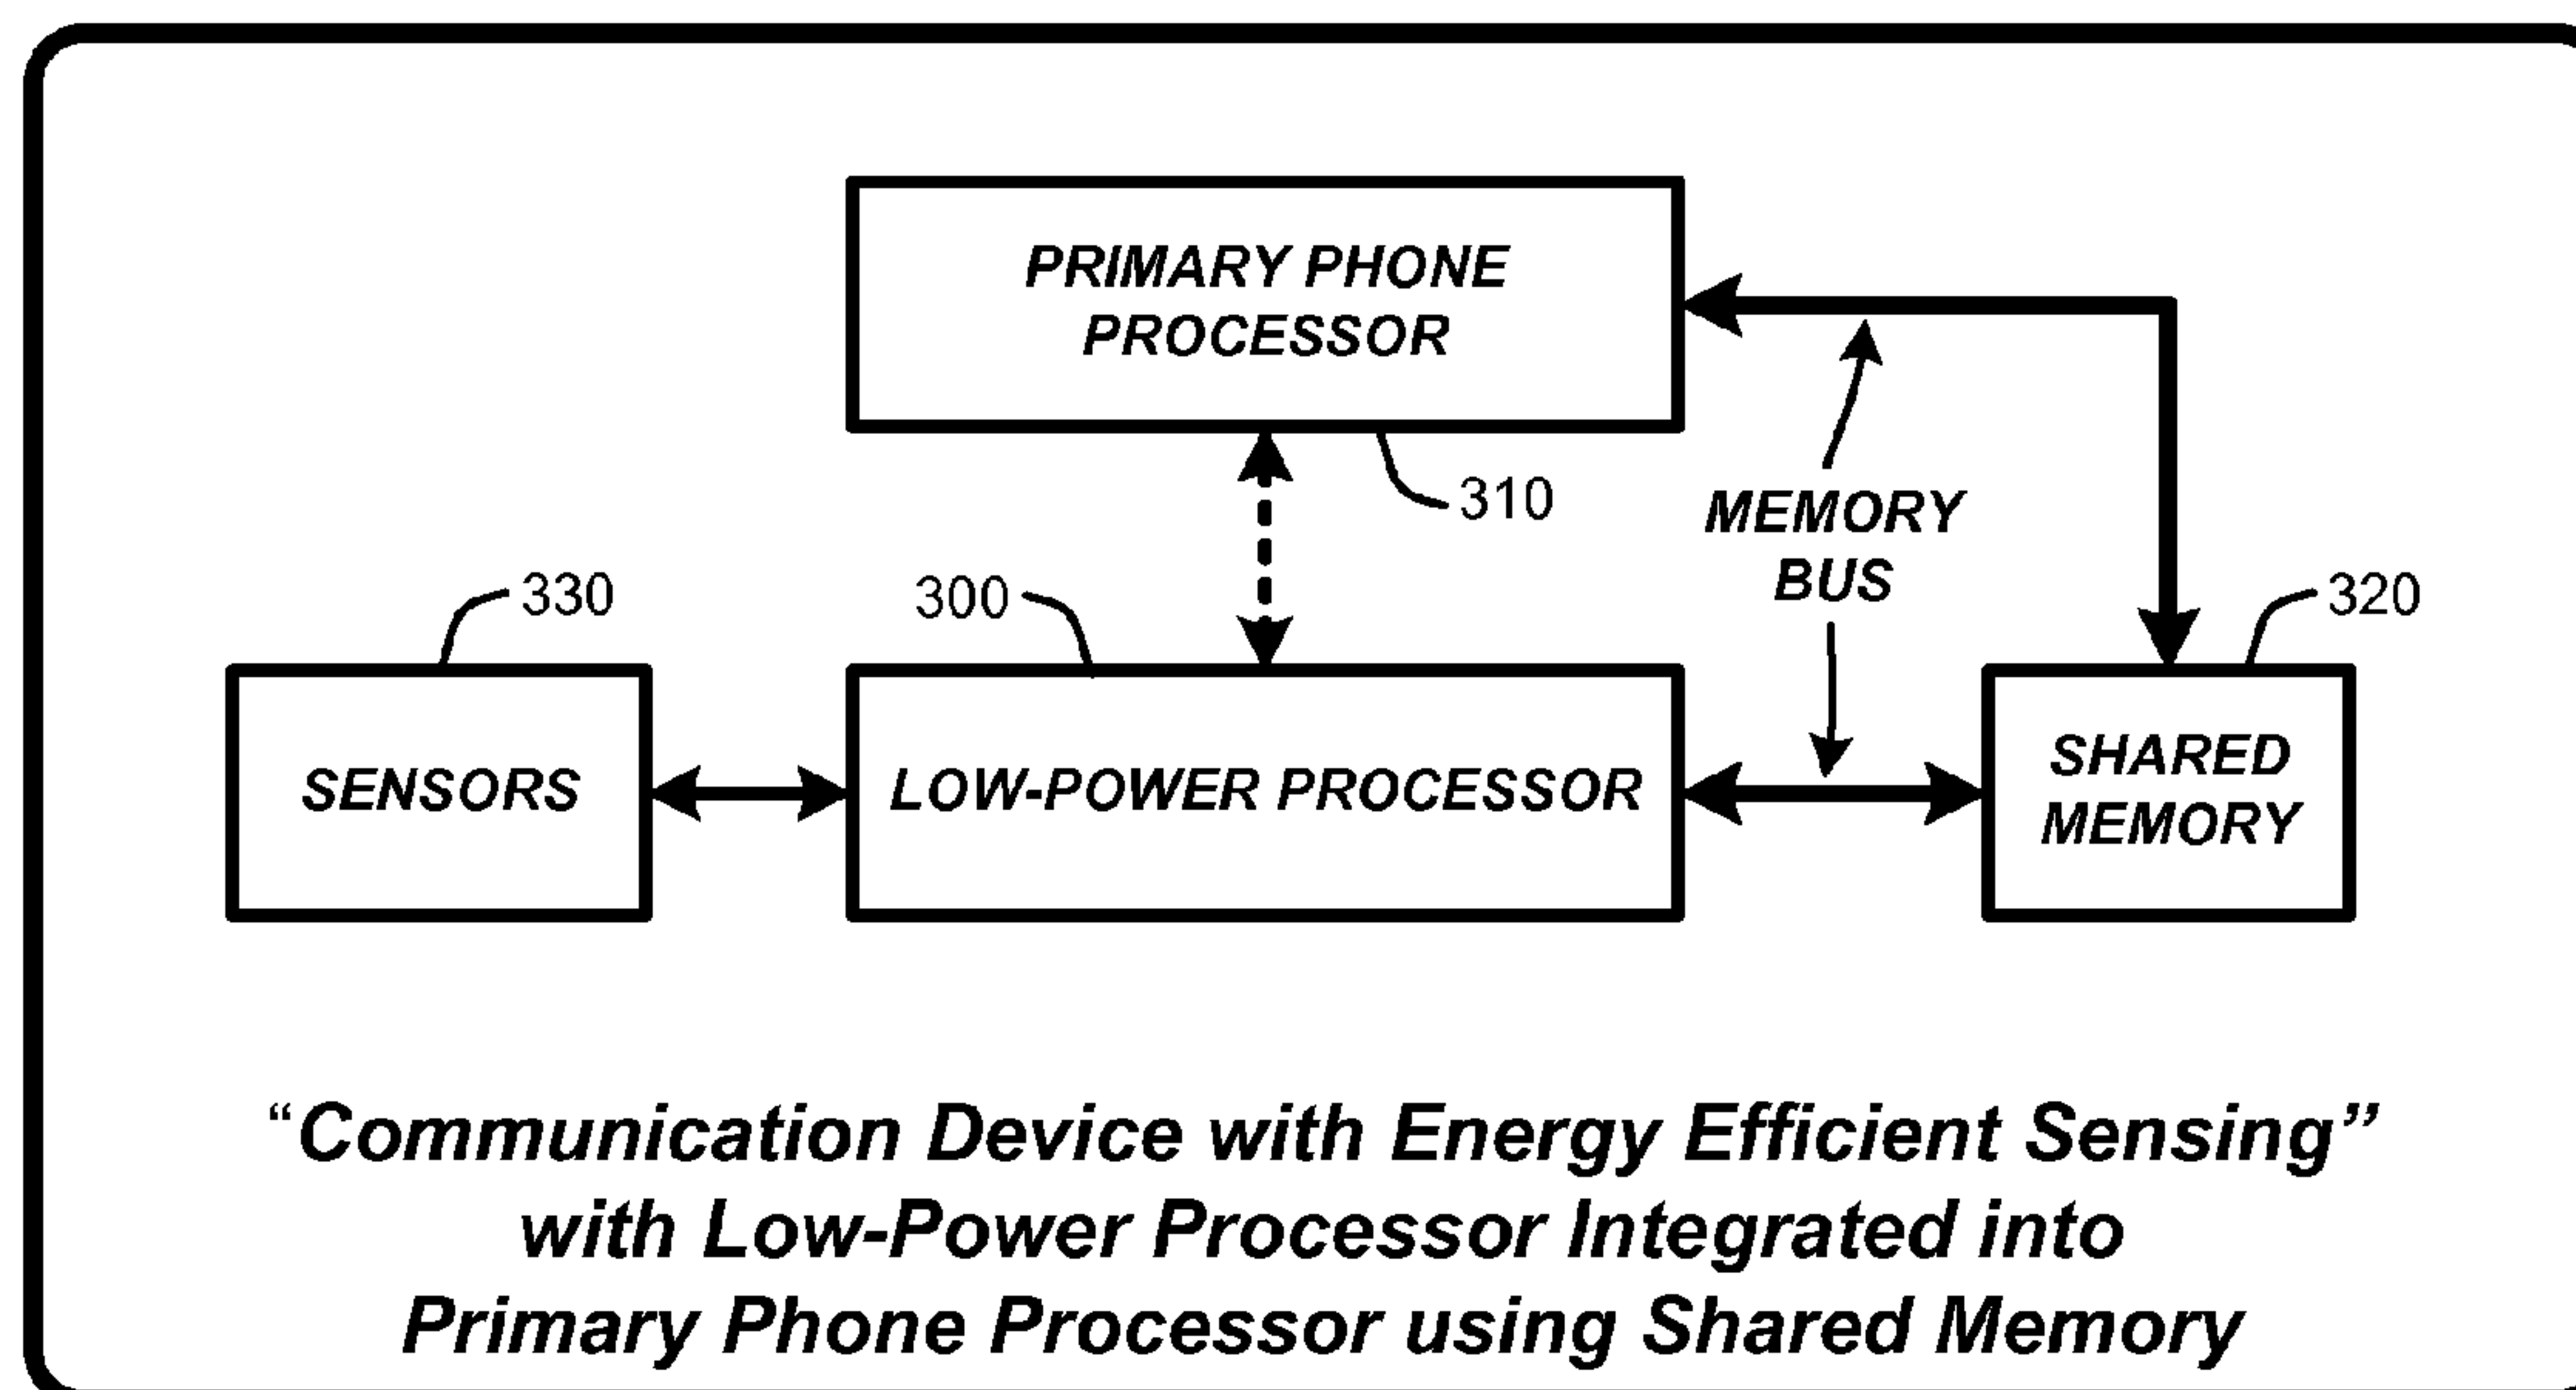 PRIMARY PHONE
PROCESSOR
310
MEMORY
BUS
330
300
320
SENSORS
LOW-POWER PROCESSOR
SHARED
MEMORY
“Communication Device with Energy Efficient Sensing”
with Low-Power Processor Integrated into
Primary Phone Processor using Shared Memory